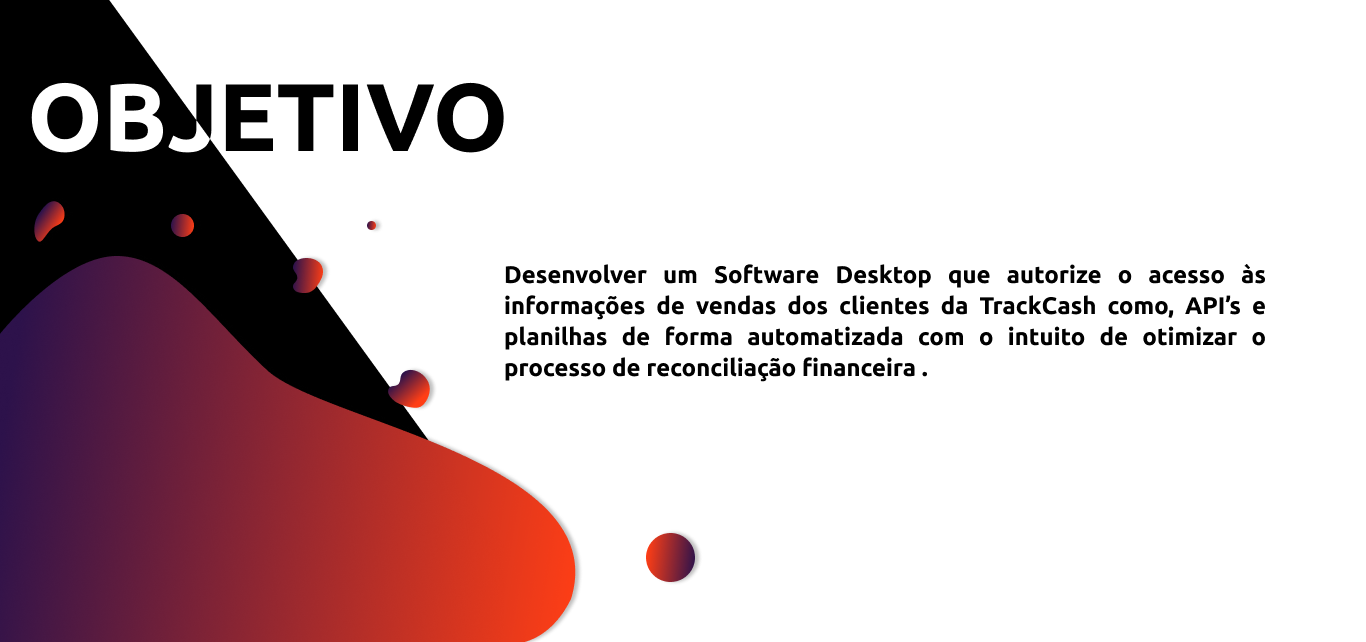 OBJETIVO
Desenvolver um Software Desktop que autorize o acesso às
informações de vendas dos clientes da TrackCash como, API’s e
planilhas de forma automatizada com o intuito de otimizar o
processo de reconciliação financeira .